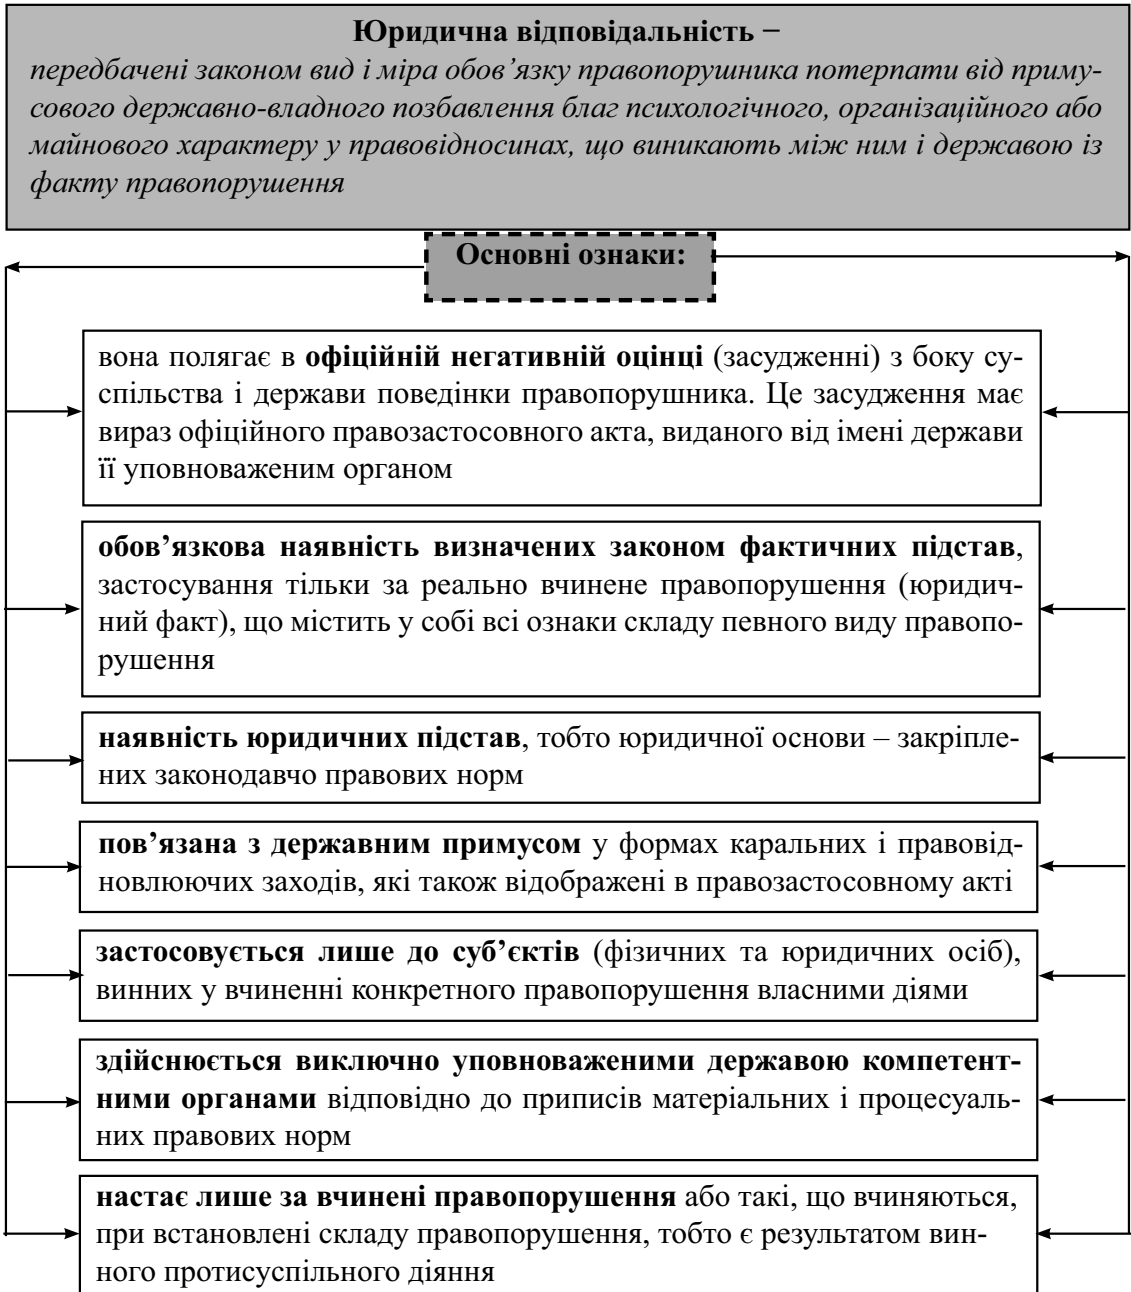 Юридична відповідальність –
передбачені законом вид і міра обов’язку правопорушника потерпати від приму-
сового державно-владного позбавлення благ психологічного, організаційного або
майнового характеру у правовідносинах, що виникають між ним і державою із
факту правопорушення
Основні ознаки:
вона полягає в офіційній негативній оцінці (засудженні) з боку су-
спільства і держави поведінки правопорушника. Це засудження має
вираз офіційного правозастосовного акта, виданого від імені держави
її уповноваженим органом
обов’язкова наявність визначених законом фактичних підстав,
застосування тільки за реально вчинене правопорушення (юридич-
ний факт), що містить у собі всі ознаки складу певного виду правопо-
рушення
наявність юридичних підстав, тобто юридичної основи – закріпле-
них законодавчо правових норм
пов’язана з державним примусом у формах каральних і правовід-
новлюючих заходів, які також відображені в правозастосовному акті
застосовується лише до суб’єктів (фізичних та юридичних осіб),
винних у вчиненні конкретного правопорушення власними діями
здійснюється виключно уповноваженими державою компетент-
ними органами відповідно до приписів матеріальних і процесуаль-
них правових норм
настає лише за вчинені правопорушення або такі, що вчиняються,
при встановлені складу правопорушення, тобто є результатом вин-
ного протисуспільного діяння